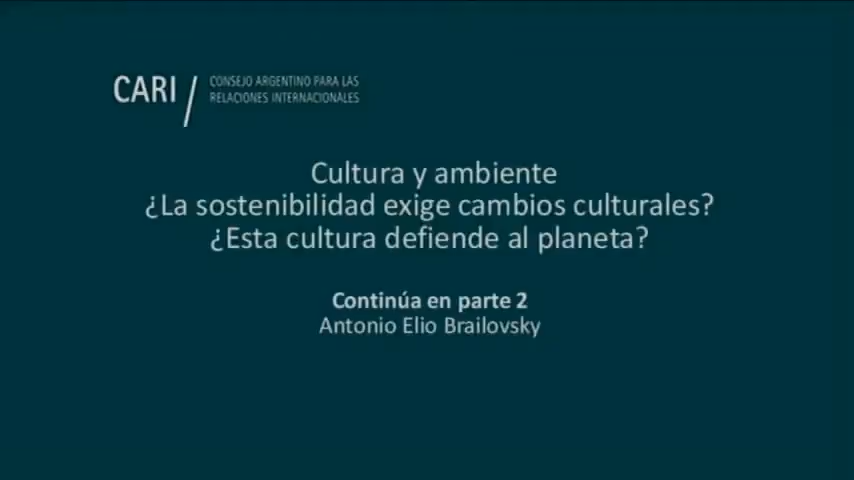 CARI
CONSEJO ARGENTINO PARA LAS
RELACIONES INTERNACIONALES
Cultura y ambiente
¿La sostenibilidad exige cambios culturales?
¿Esta cultura defiende al planeta?
Continúa en parte 2
Antonio Elio Brailovsky